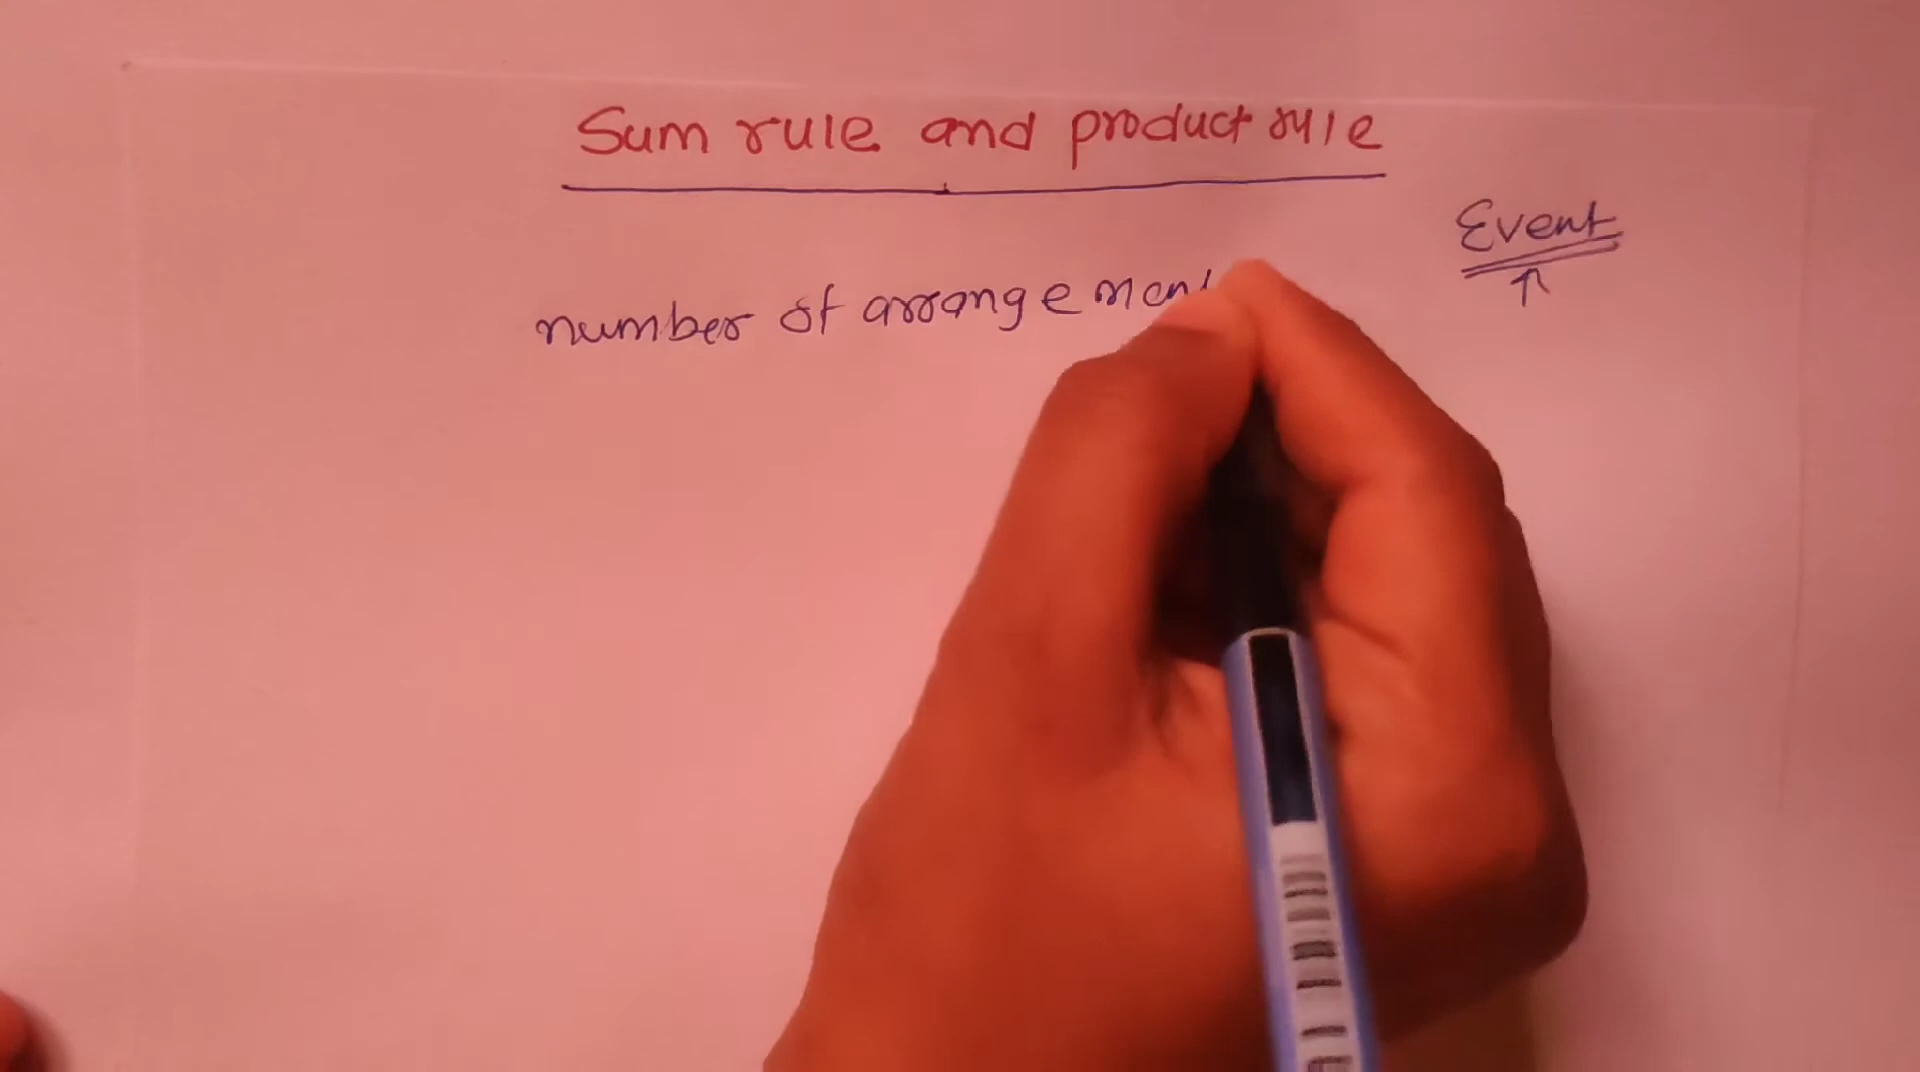 Sum rule and product rule
Event
number of arrangement